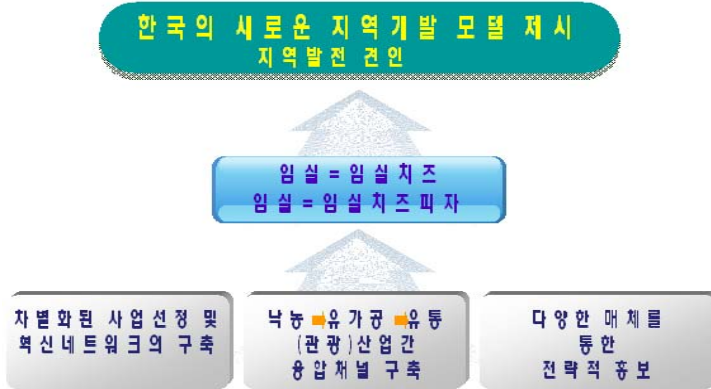 한국의 새로운 지역개발 모델 제시
지역발전 견인
임실=임실치즈
임실=임실치즈피자
차별화된 사업선정 및
혁신네트워크의 구축
낙농➡유가공➡유통
(관광)산업간
융합채널 구축
다양한 매체를
통한
전략적 홍보